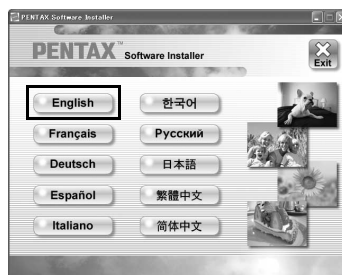 PENTAX Software Installer
PENTAX™ Software Installer
Exit
English 한국어
Français Русский
Deutsch 日本語
Español 繁體中文
Italiano 简体中文